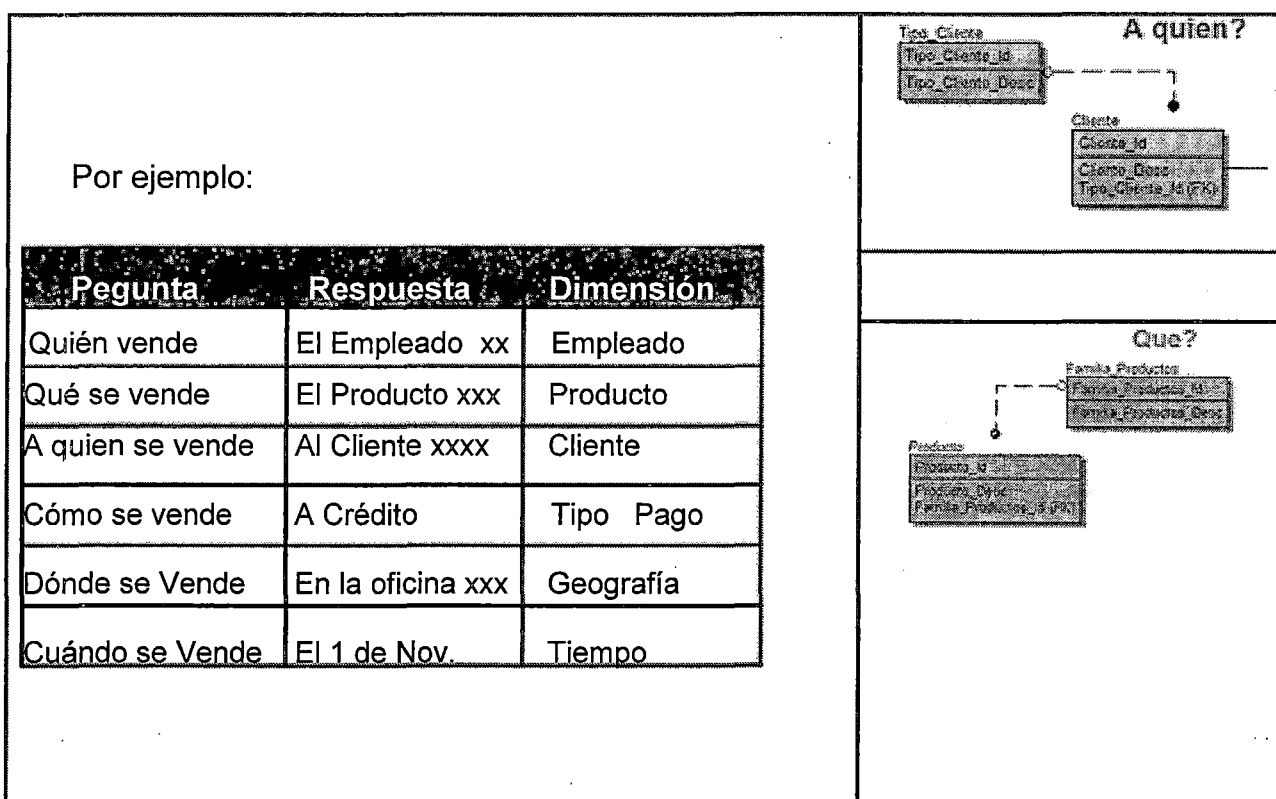 Por ejemplo:
Pegunta Respuesta Dimensión
Quién vende El Empleado xx Empleado
Qué se vende El Producto xxx Producto
A quien se vende Al Cliente xxxx Cliente
Cómo se vende A Crédito Tipo Pago
Dónde se Vende En la oficina xxx Geografía
Cuándo se Vende El 1 de Nov. Tiempo
A quien?
Tipo_Cliente
Tipo_Cliente_Id
Tipo_Cliente_Desc
Cliente
Cliente_Id
Cliente_Desc
Tipo_Cliente_Id (FK)
Que?
Familia_Productos
Familia_Productos_Id
Familia_Productos_Desc
Producto
Producto_Id
Producto_Desc
Familia_Productos_Id (FK)